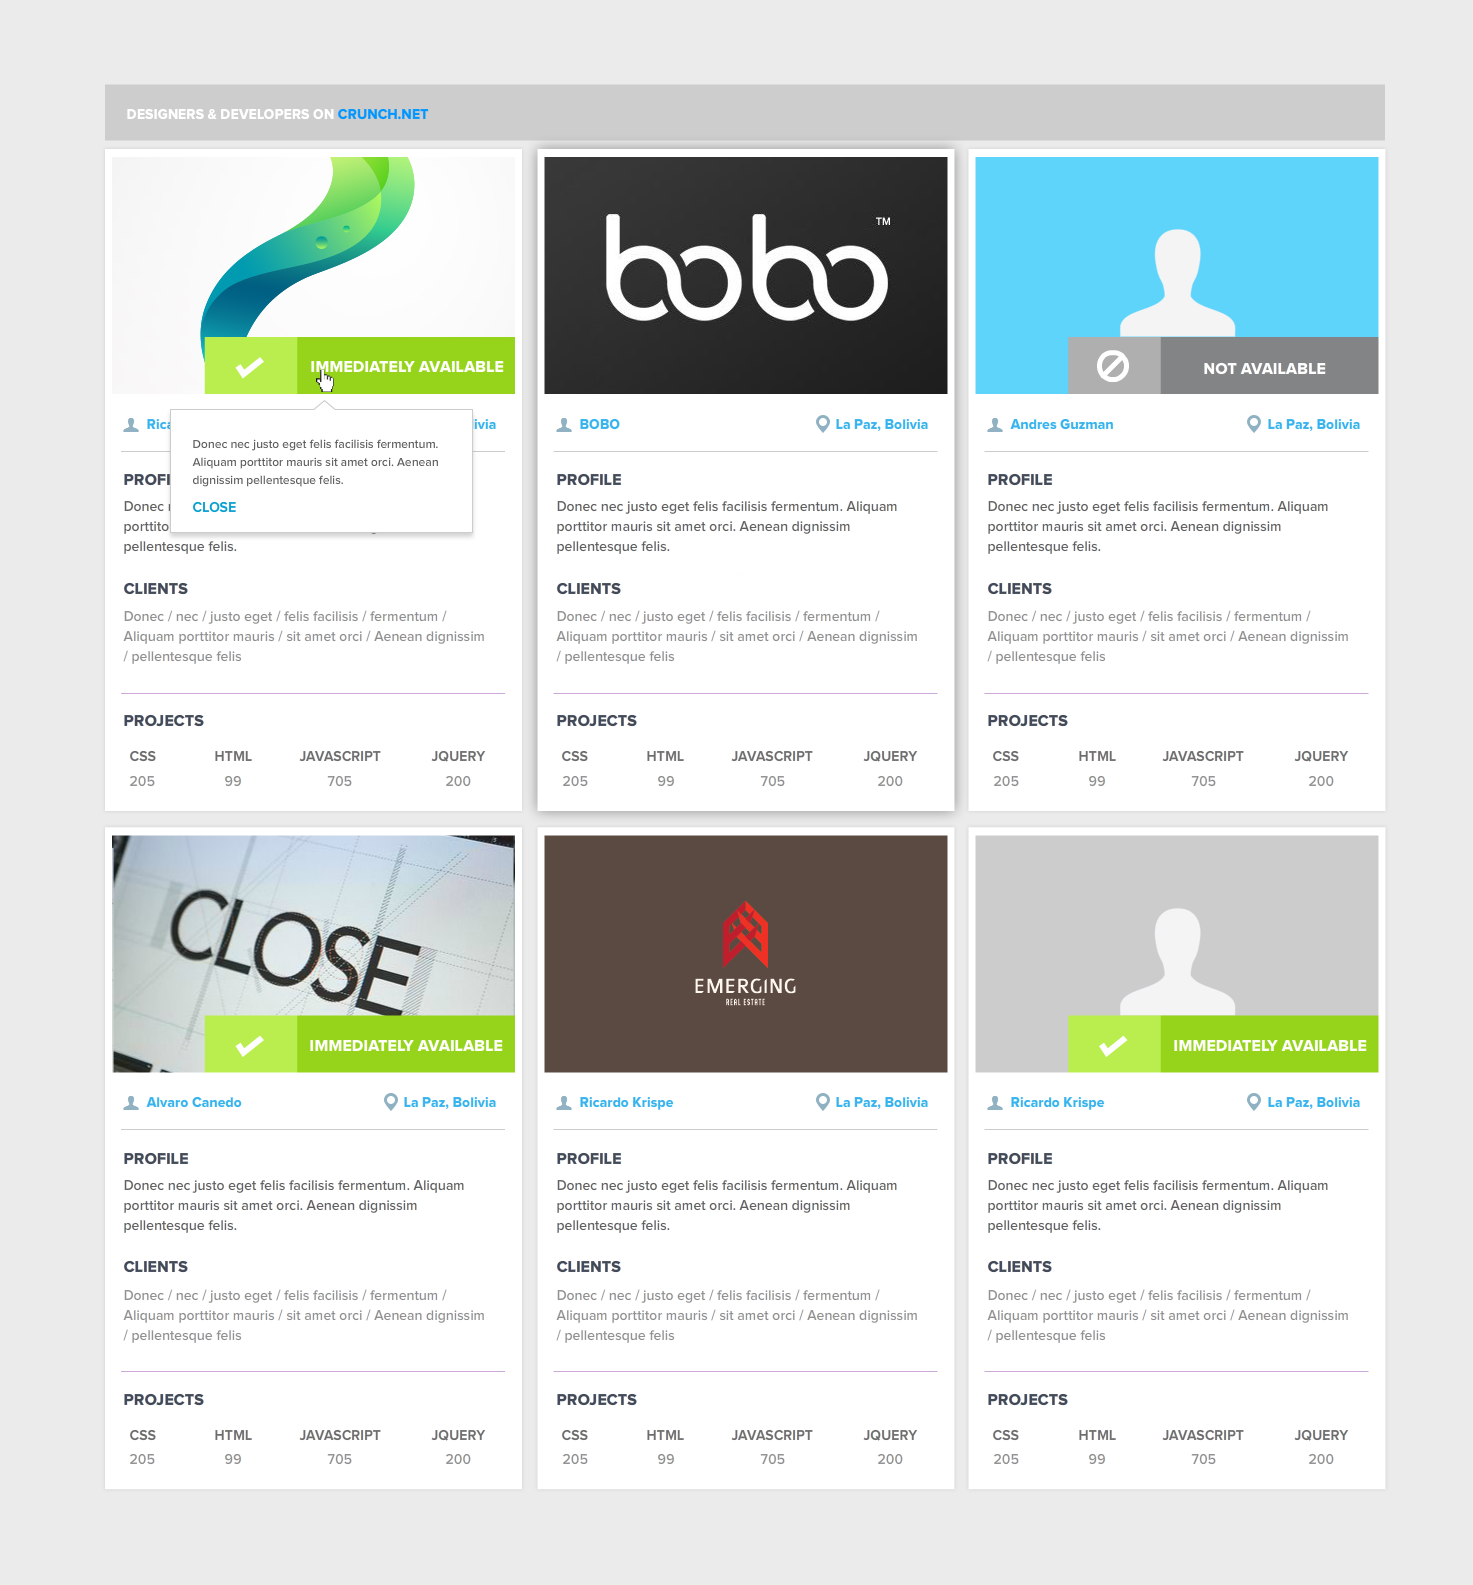 DESIGNERS & DEVELOPERS ON CRUNCH.NET
IMMEDIATELY AVAILABLE
Donec nec justo eget felis facilisis fermentum.
Aliquam porttitor mauris sit amet orci. Aenean
dignissim pellentesque felis.
CLOSE
Donec
pellentesque felis.
CLIENTS
Donec / nec / justo eget / felis facilisis / fermentum /
Aliquam porttitor mauris / sit amet orci / Aenean dignissim
/ pellentesque felis
PROJECTS
CSS HTML JAVASCRIPT JQUERY
205 99 705 200
bobo TM
BOBO La Paz, Bolivia
PROFILE
Donec nec justo eget felis facilisis fermentum. Aliquam
porttitor mauris sit amet orci. Aenean dignissim
pellentesque felis.
CLIENTS
Donec / nec / justo eget / felis facilisis / fermentum /
Aliquam porttitor mauris / sit amet orci / Aenean dignissim
/ pellentesque felis
PROJECTS
CSS HTML JAVASCRIPT JQUERY
205 99 705 200
NOT AVAILABLE
Andres Guzman La Paz, Bolivia
PROFILE
Donec nec justo eget felis facilisis fermentum. Aliquam
porttitor mauris sit amet orci. Aenean dignissim
pellentesque felis.
CLIENTS
Donec / nec / justo eget / felis facilisis / fermentum /
Aliquam porttitor mauris / sit amet orci / Aenean dignissim
/ pellentesque felis
PROJECTS
CSS HTML JAVASCRIPT JQUERY
205 99 705 200
CLOSE
IMMEDIATELY AVAILABLE
Alvaro Canedo La Paz, Bolivia
PROFILE
Donec nec justo eget felis facilisis fermentum. Aliquam
porttitor mauris sit amet orci. Aenean dignissim
pellentesque felis.
CLIENTS
Donec / nec / justo eget / felis facilisis / fermentum /
Aliquam porttitor mauris / sit amet orci / Aenean dignissim
/ pellentesque felis
PROJECTS
CSS HTML JAVASCRIPT JQUERY
205 99 705 200
EMERGING
REAL ESTATE
Ricardo Krispe La Paz, Bolivia
PROFILE
Donec nec justo eget felis facilisis fermentum. Aliquam
porttitor mauris sit amet orci. Aenean dignissim
pellentesque felis.
CLIENTS
Donec / nec / justo eget / felis facilisis / fermentum /
Aliquam porttitor mauris / sit amet orci / Aenean dignissim
/ pellentesque felis
PROJECTS
CSS HTML JAVASCRIPT JQUERY
205 99 705 200
IMMEDIATELY AVAILABLE
Ricardo Krispe La Paz, Bolivia
PROFILE
Donec nec justo eget felis facilisis fermentum. Aliquam
porttitor mauris sit amet orci. Aenean dignissim
pellentesque felis.
CLIENTS
Donec / nec / justo eget / felis facilisis / fermentum /
Aliquam porttitor mauris / sit amet orci / Aenean dignissim
/ pellentesque felis
PROJECTS
CSS HTML JAVASCRIPT JQUERY
205 99 705 200